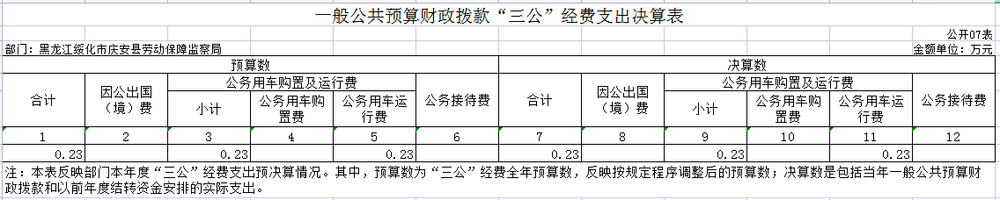 一般公共预算财政拨款“三公”经费支出决算表
公开07表
部门：黑龙江绥化市庆安县劳动保障监察局 金额单位：万元
预算数 决算数
合计 因公出国（境）费 公务用车购置及运行费 公务接待费 合计 因公出国（境）费 公务用车购置及运行费 公务接待费
小计 公务用车购置费 公务用车运行费 小计 公务用车购置费 公务用车运行费
1 2 3 4 5 6 7 8 9 10 11 12
0.23 0.23 0.23 0.23 0.23 0.23
注：本表反映部门本年度“三公”经费支出预决算情况。其中，预算数为“三公”经费全年预算数，反映按规定程序调整后的预算数；决算数是包括当年一般公共预算财
政拨款和以前年度结转资金安排的实际支出。